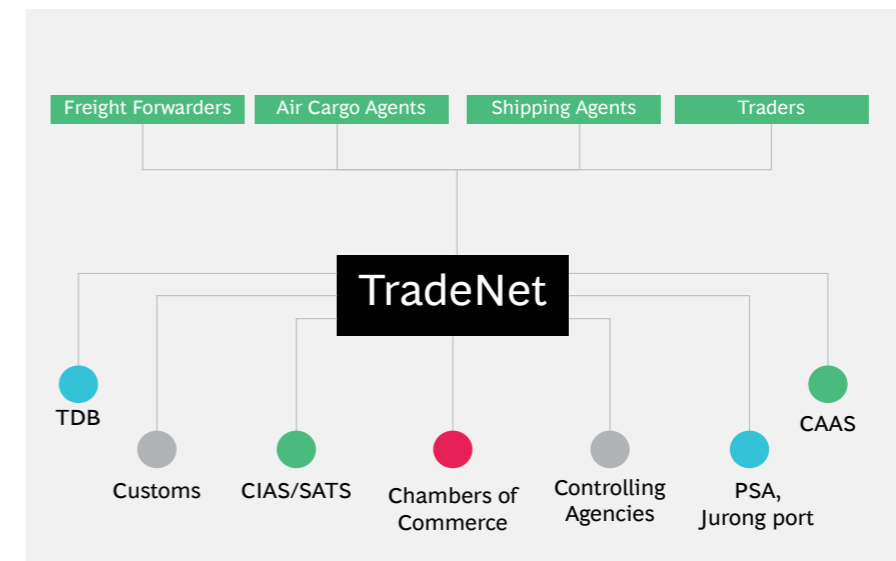 Freight Forwarders
Air Cargo Agents
Shipping Agents
Traders
TradeNet
TDB
Customs
CIAS/SATS
Chambers of
Commerce
Controlling
Agencies
PSA,
Jurong port
CAAS